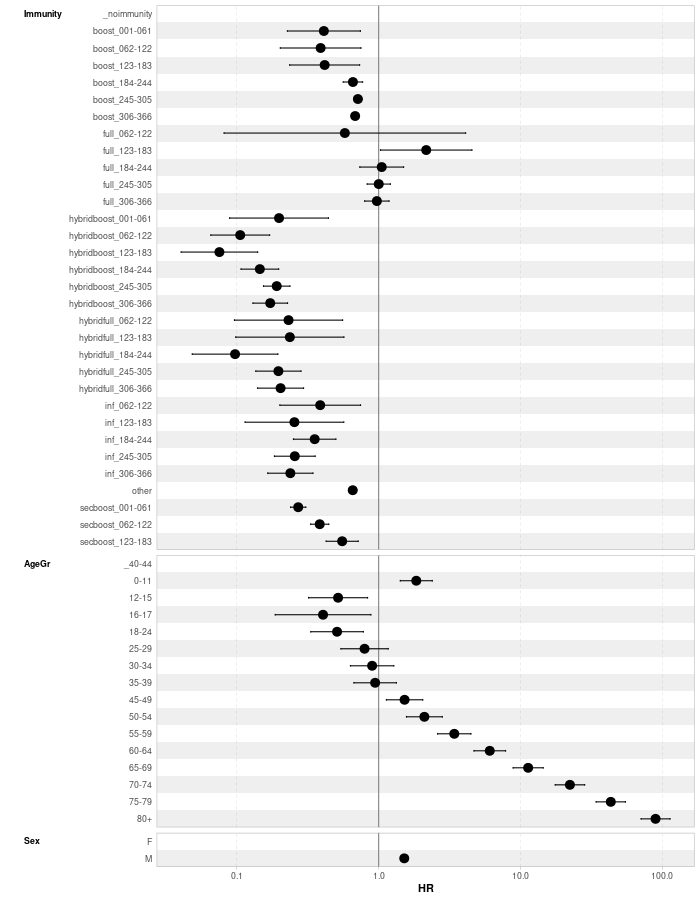 Immunity _noimmunity
boost_001-061
boost_062-122
boost_123-183
boost_184-244
boost_245-305
boost_306-366
full_062-122
full_123-183
full_184-244
full_245-305
full_306-366
hybridboost_001-061
hybridboost_062-122
hybridboost_123-183
hybridboost_184-244
hybridboost_245-305
hybridboost_306-366
hybridfull_062-122
hybridfull_123-183
hybridfull_184-244
hybridfull_245-305
hybridfull_306-366
inf_062-122
inf_123-183
inf_184-244
inf_245-305
inf_306-366
other
secboost_001-061
secboost_062-122
secboost_123-183
AgeGr _40-44
0-11
12-15
16-17
18-24
25-29
30-34
35-39
45-49
50-54
55-59
60-64
65-69
70-74
75-79
80+
Sex F
M
0.1 1.0 10.0 100.0
HR